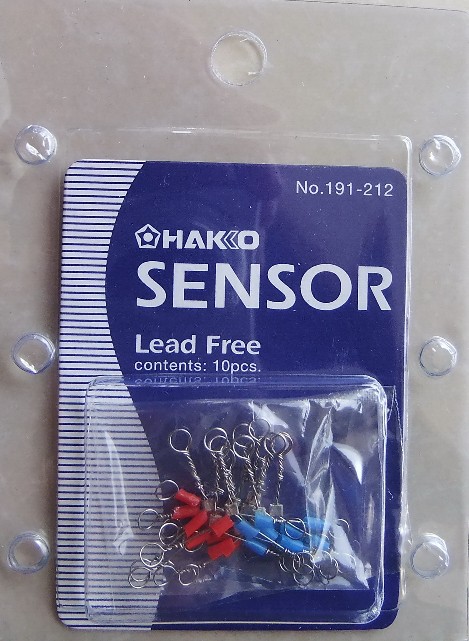 No.191-212
HAKKO
SENSOR
Lead Free
contents: 10pcs.